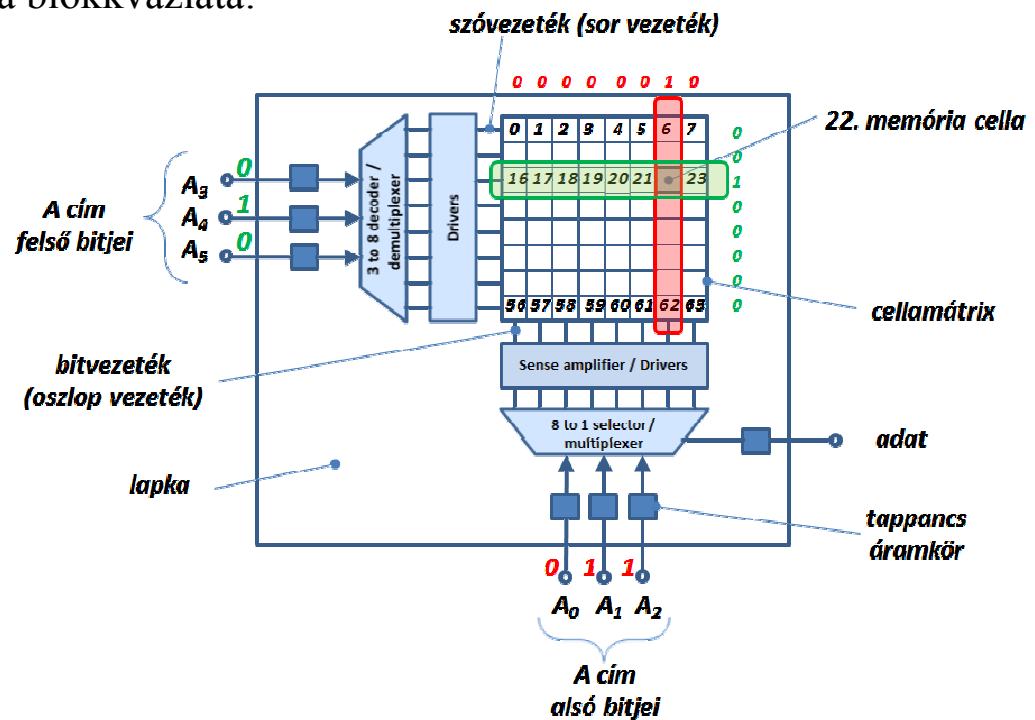 a blokkvázlata:
szóvezeték (sor vezeték)
0 0 0 0 0 0 1 0
22. memória cella
0 1 2 3 4 5 6 7
16 17 18 19 20 21 23
56 57 58 59 60 61 62 63
0
0
1
0
0
0
0
0
A cím
felső bitjei
A3 0
A4 1
A5 0
3 to 8 decoder /
demultiplexer
Drivers
cellamátrix
bitvezeték
(oszlop vezeték)
Sense amplifier / Drivers
8 to 1 selector /
multiplexer
adat
lapka
tappancs
áramkör
0 1 1
A0 A1 A2
A cím
alsó bitjei